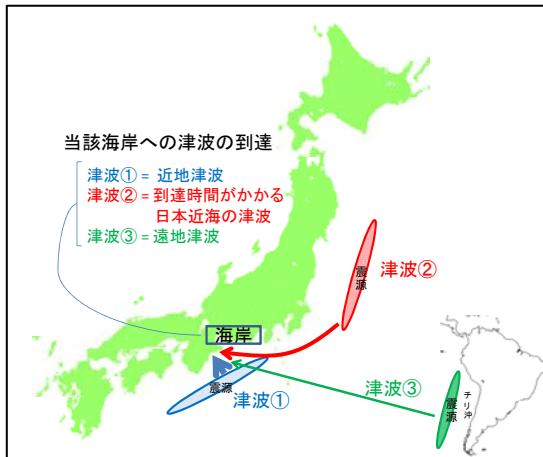 当該海岸への津波の到達
津波①= 近地津波
津波②= 到達時間がかかる
日本近海の津波
津波③= 遠地津波
津波②
震源
海岸
震源
津波①
津波③
震源
チリ沖